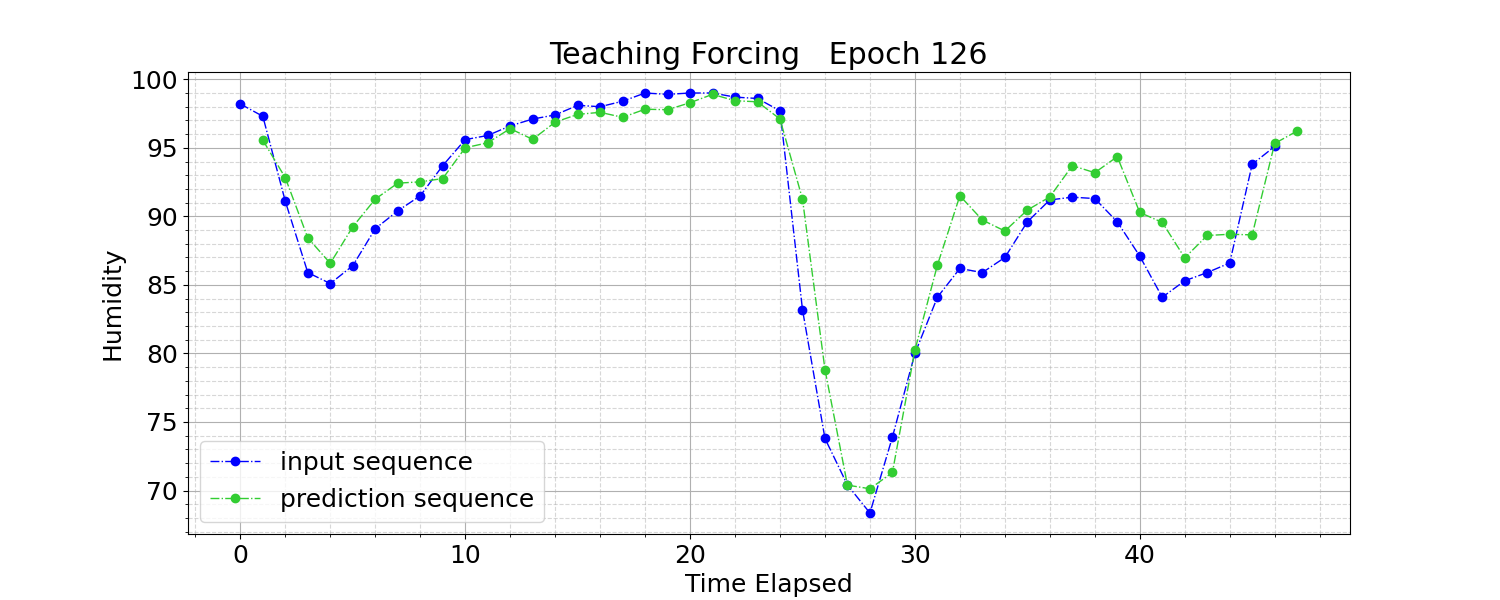 Teaching Forcing   Epoch 126
100
95
90
85
80
75
70
Humidity
input sequence
prediction sequence
0 10 20 30 40
Time Elapsed